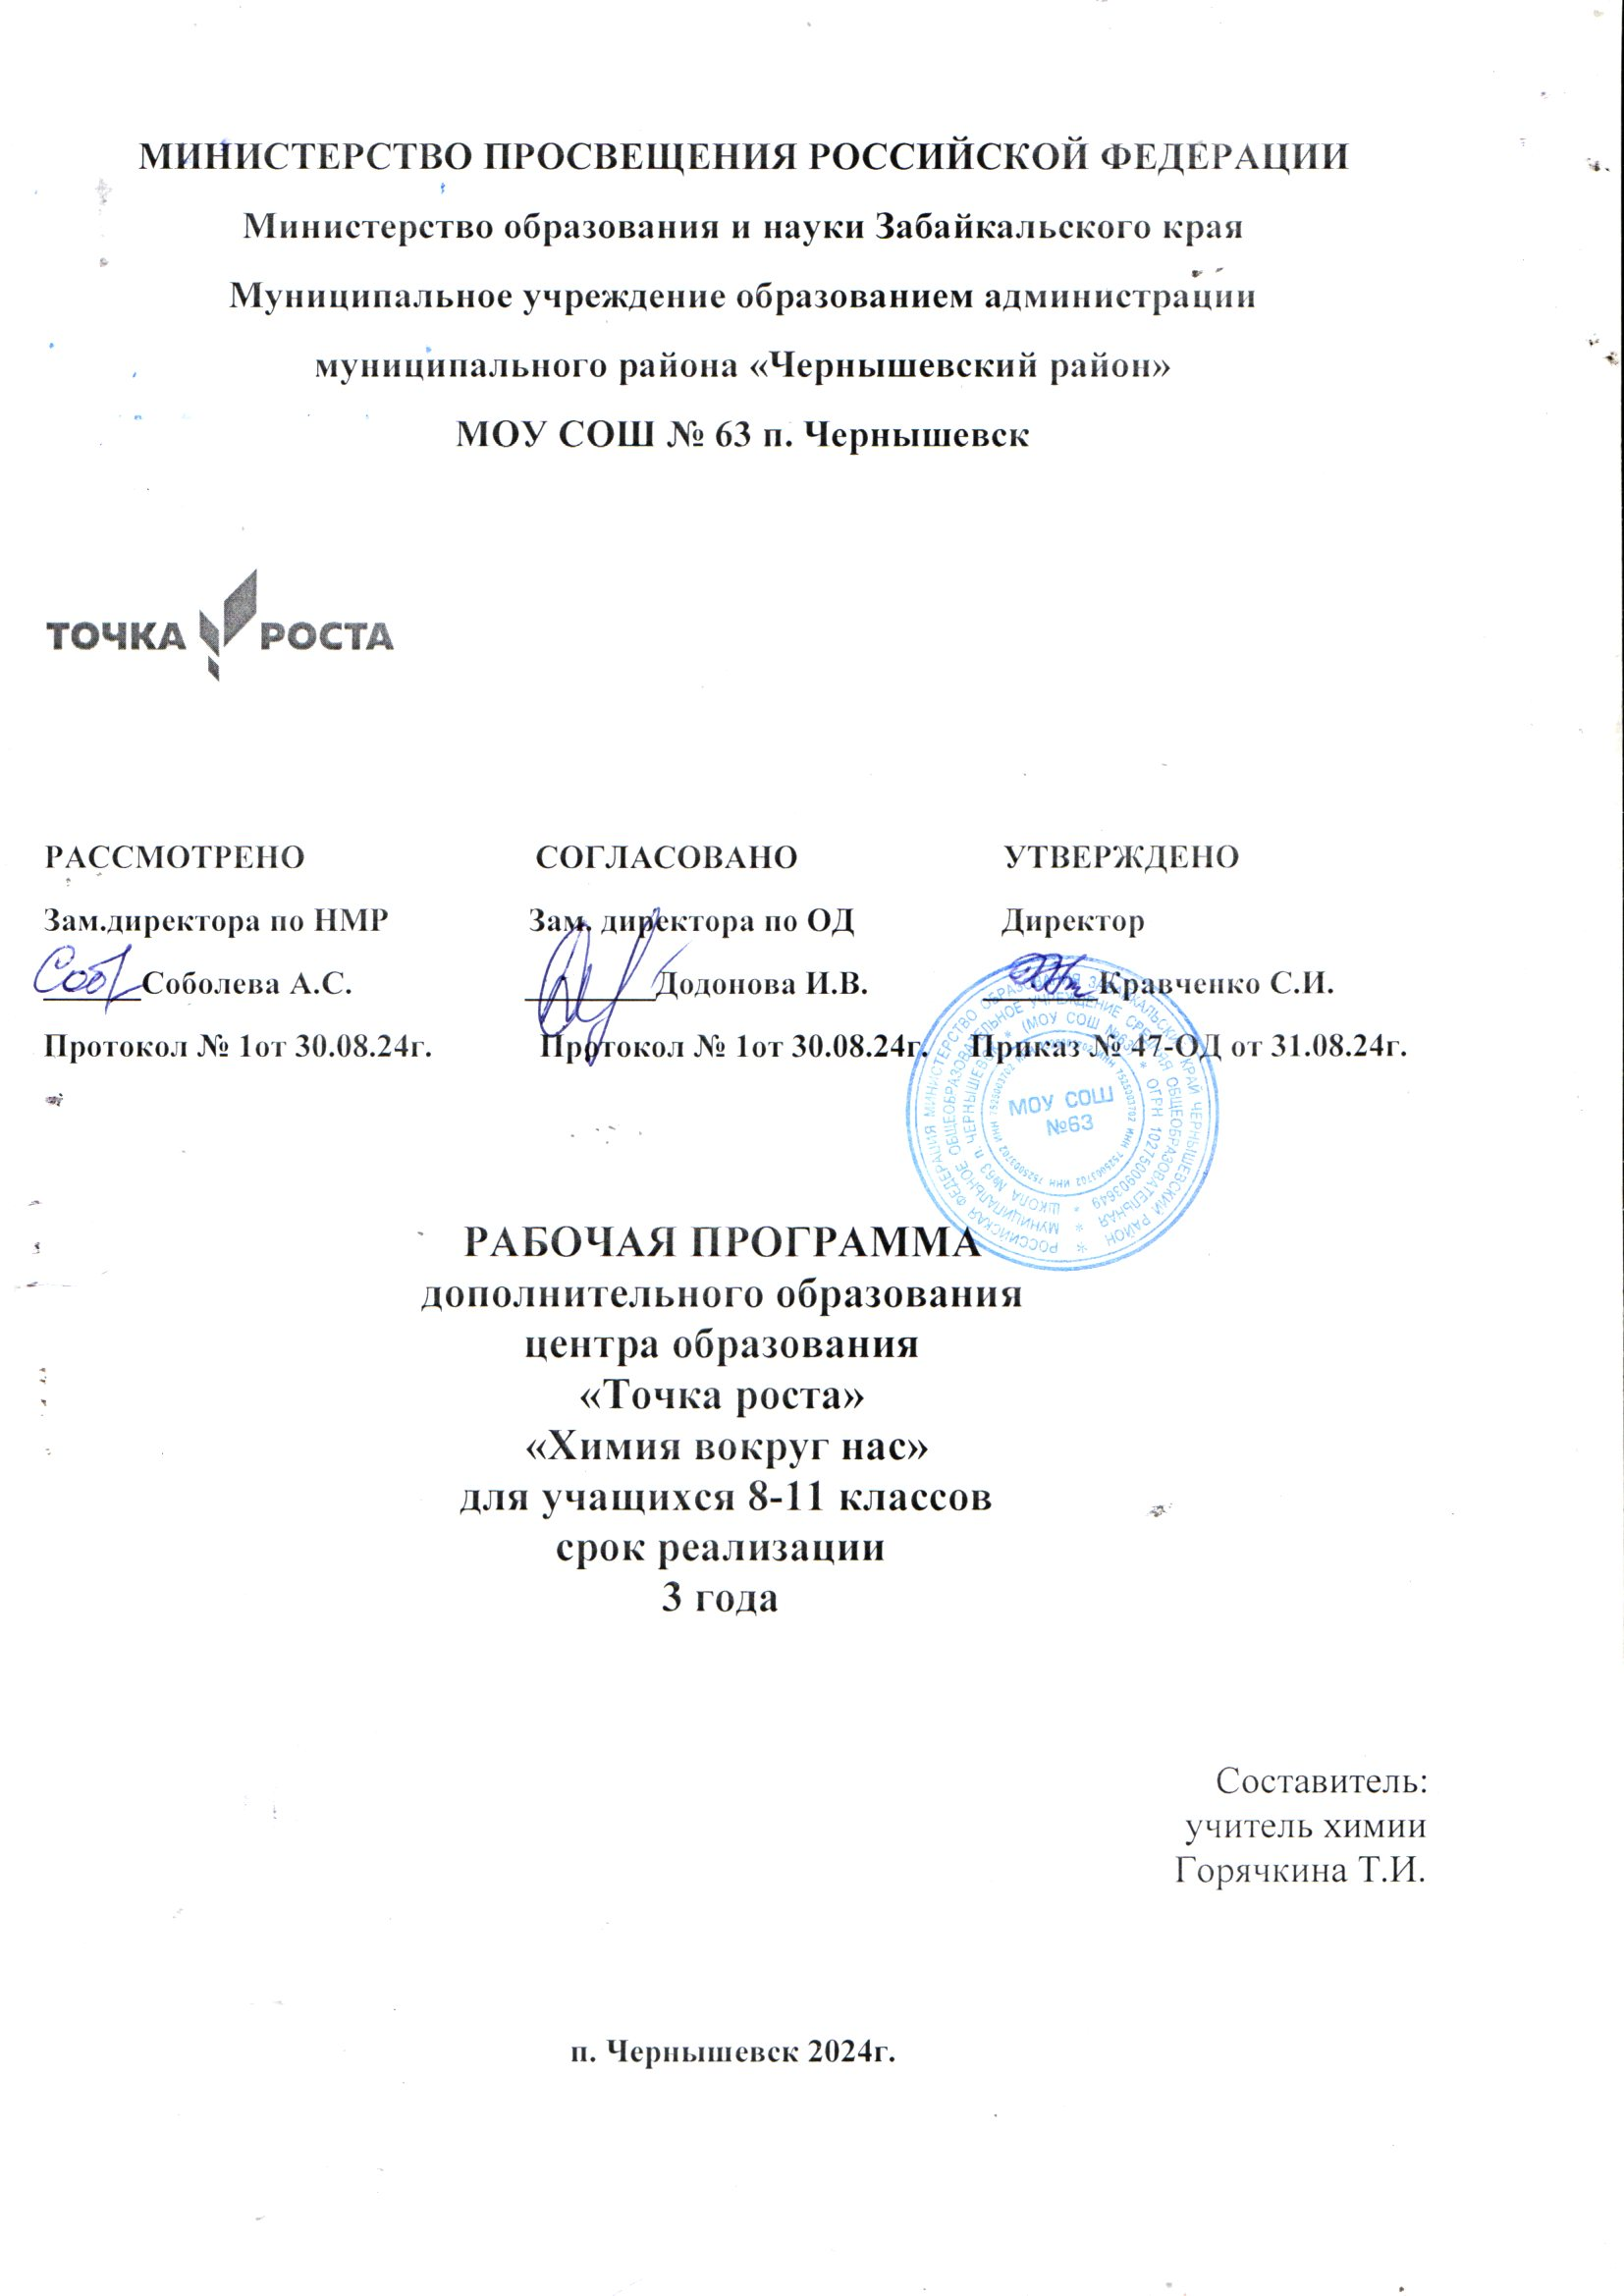 МИНИСТЕРСТВО ПРОСВЕЩЕНИЯ РОССИЙСКОЙ ФЕДЕРАЦИИ
Министерство образования и науки Забайкальского края
Муниципальное учреждение образованием администрации
муниципального района «Чернышевский район»
МОУ СОШ № 63 п. Чернышевск
ТОЧКА РОСТА
РАССМОТРЕНО СОГЛАСОВАНО УТВЕРЖДЕНО
Зам.директора по НМР Зам. директора по ОД Директор
Соболева А.С. Додонова И.В. Кравченко С.И.
Протокол № 1от 30.08.24г. Протокол № 1от 30.08.24г. Приказ № 47-ОД от 31.08.24г.
МОУ СОШ
№63
РАБОЧАЯ ПРОГРАММА
дополнительного образования
центра образования
«Точка роста»
«Химия вокруг нас»
для учащихся 8-11 классов
срок реализации
3 года
Составитель:
учитель химии
Горячкина Т.И.
п. Чернышевск 2024г.